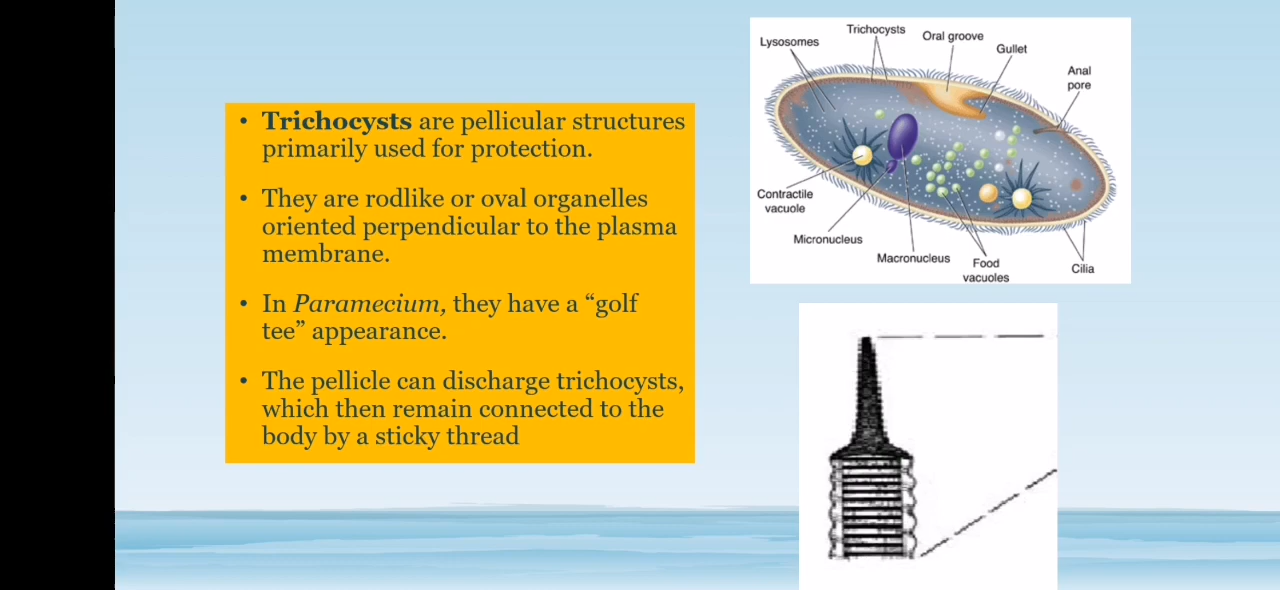 • Trichocysts are pellicular structures
primarily used for protection.
• They are rodlike or oval organelles
oriented perpendicular to the plasma
membrane.
• In Paramecium, they have a “golf
tee” appearance.
• The pellicle can discharge trichocysts,
which then remain connected to the
body by a sticky thread
Lysosomes
Trichocysts
Oral groove
Gullet
Anal
pore
Contractile
vacuole
Micronucleus
Macronucleus
Food
vacuoles
Cilia